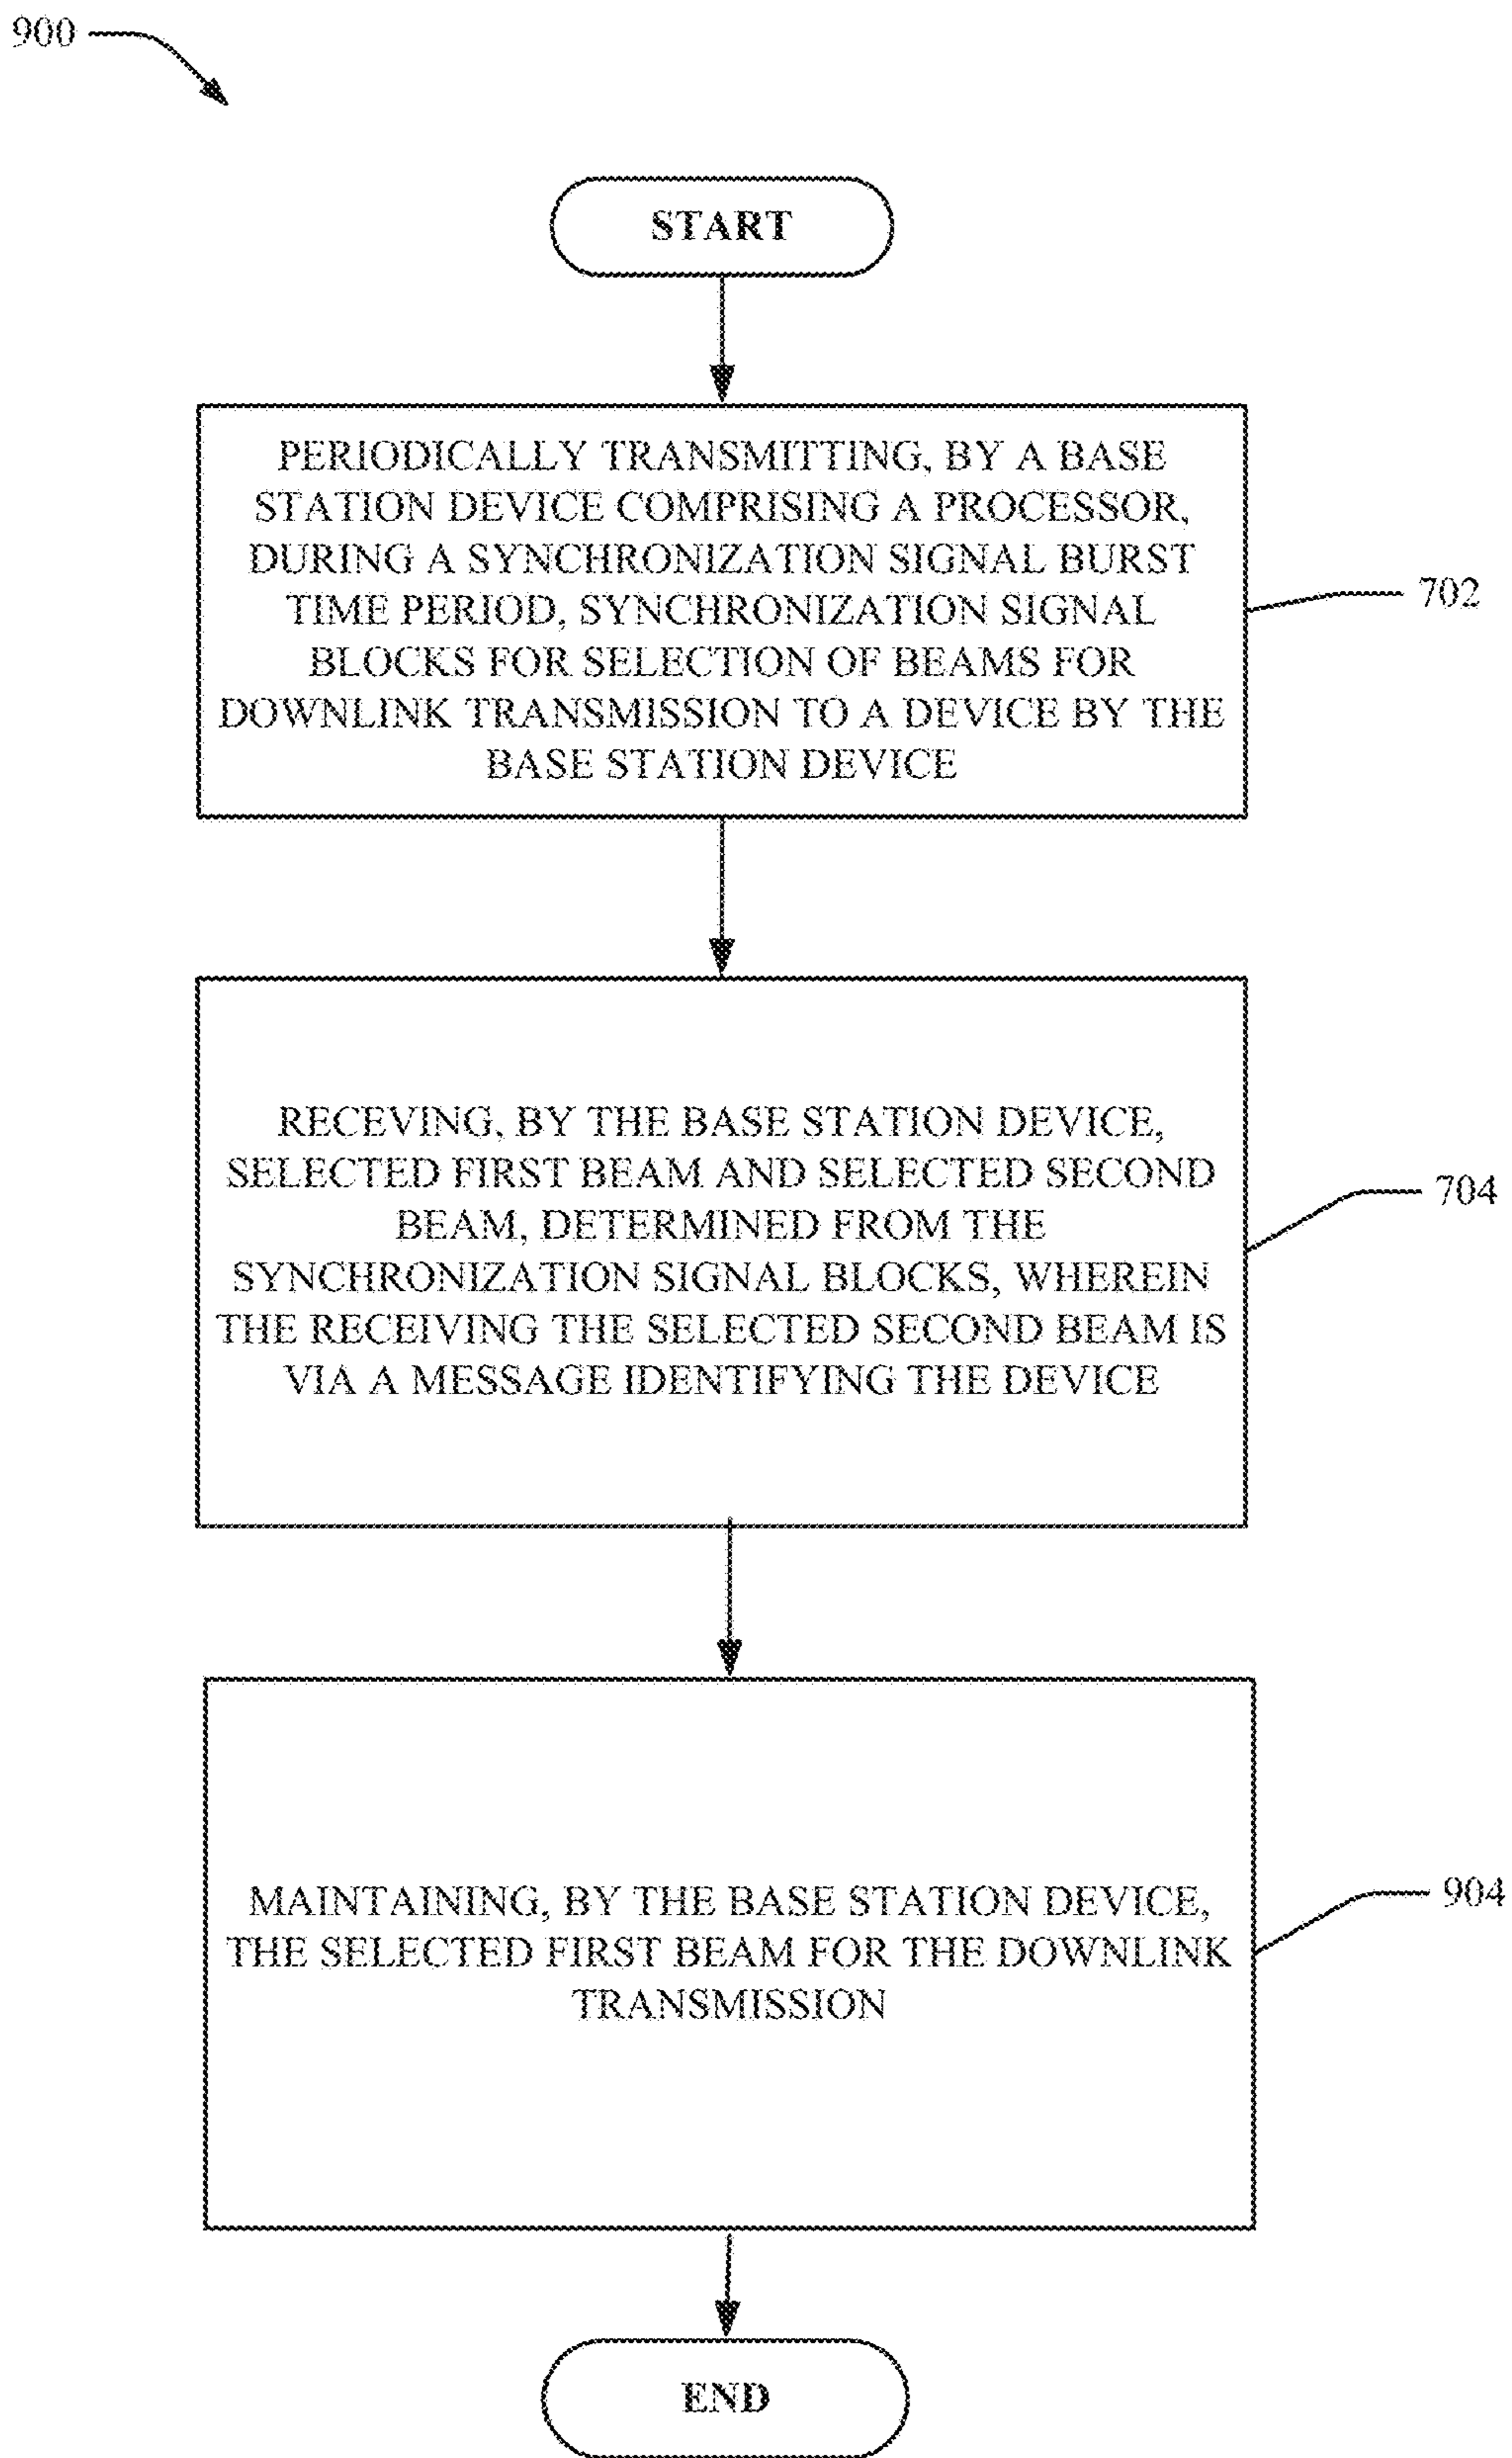 900
START
PERIODICALLY TRANSMITTING, BY A BASE
STATION DEVICE COMPRISING A PROCESSOR,
DURING A SYNCHRONIZATION SIGNAL BURST
TIME PERIOD, SYNCHRONIZATION SIGNAL
BLOCKS FOR SELECTION OF BEAMS FOR
DOWNLINK TRANSMISSION TO A DEVICE BY THE
BASE STATION DEVICE
702
RECEVING, BY THE BASE STATION DEVICE,
SELECTED FIRST BEAM AND SELECTED SECOND
BEAM, DETERMINED FROM THE
SYNCHRONIZATION SIGNAL BLOCKS, WHEREIN
THE RECEIVING THE SELECTED SECOND BEAM IS
VIA A MESSAGE IDENTIFYING THE DEVICE
704
MAINTAINING, BY THE BASE STATION DEVICE,
THE SELECTED FIRST BEAM FOR THE DOWNLINK
TRANSMISSION
904
END